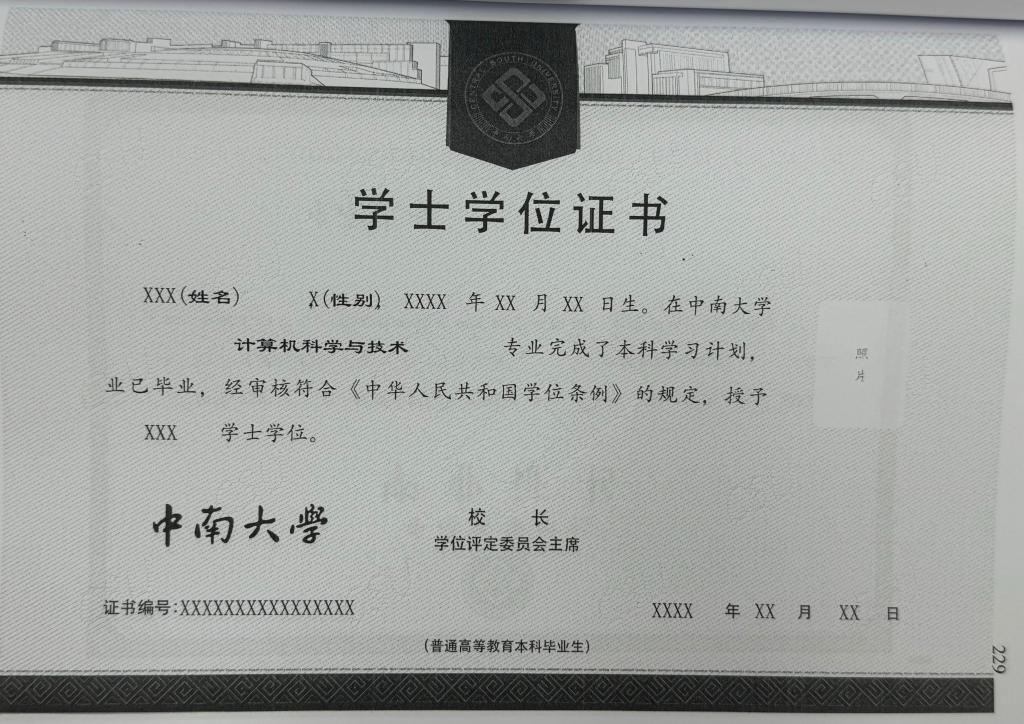 CENTRAL SOUTH UNIVERSITY
学士学位证书
XXX(姓名) X(性别), XXXX 年 XX 月 XX 日生。在中南大学
计算机科学与技术 专业完成了本科学习计划，
业已毕业，经审核符合《中华人民共和国学位条例》的规定，授予
XXX 学士学位。
照
片
中南大学
校 长
学位评定委员会主席
证书编号:XXXXXXXXXXXXXXXX
XXXX 年 XX 月 XX 日
(普通高等教育本科毕业生)
229